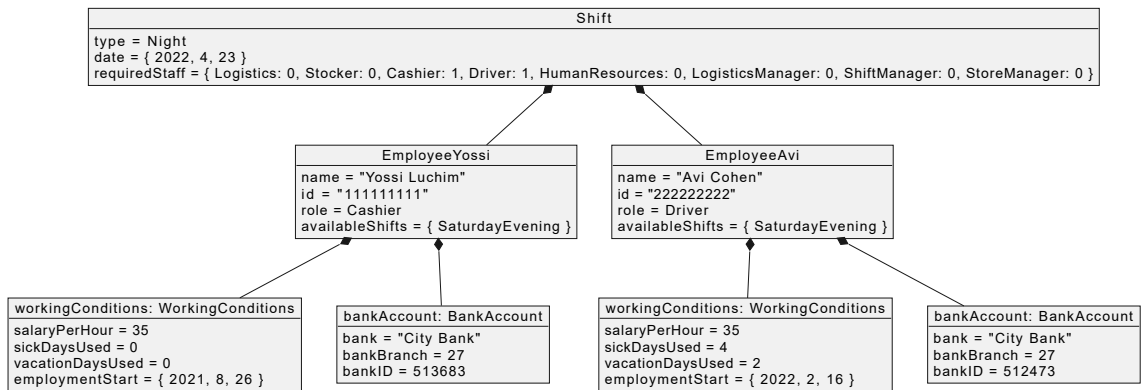 Shift
type = Night
date = { 2022, 4, 23 }
requiredStaff = { Logistics: 0, Stocker: 0, Cashier: 1, Driver: 1, HumanResources: 0, LogisticsManager: 0, ShiftManager: 0, StoreManager: 0 }
EmployeeYossi
name = "Yossi Luchim"
id = "111111111"
role = Cashier
availableShifts = { SaturdayEvening }
EmployeeAvi
name = "Avi Cohen"
id = "222222222"
role = Driver
availableShifts = { SaturdayEvening }
workingConditions: WorkingConditions
salaryPerHour = 35
sickDaysUsed = 0
vacationDaysUsed = 0
employmentStart = { 2021, 8, 26 }
bankAccount: BankAccount
bank = "City Bank"
bankBranch = 27
bankID = 513683
workingConditions: WorkingConditions
salaryPerHour = 35
sickDaysUsed = 4
vacationDaysUsed = 2
employmentStart = { 2022, 2, 16 }
bankAccount: BankAccount
bank = "City Bank"
bankBranch = 27
bankID = 512473